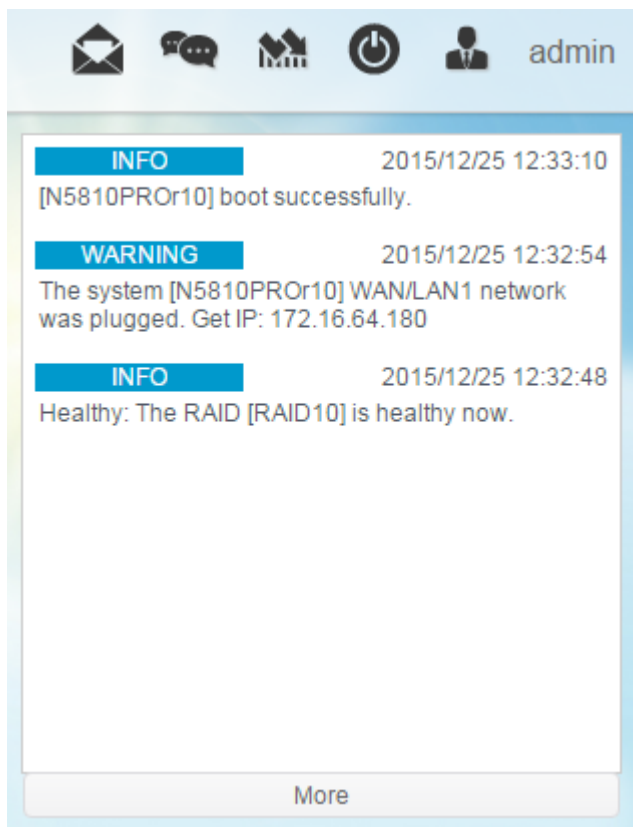 admin
INFO 2015/12/25 12:33:10
[N5810PROr10] boot successfully.
WARNING 2015/12/25 12:32:54
The system [N5810PROr10] WAN/LAN1 network
was plugged. Get IP: 172.16.64.180
INFO 2015/12/25 12:32:48
Healthy: The RAID [RAID10] is healthy now.
More